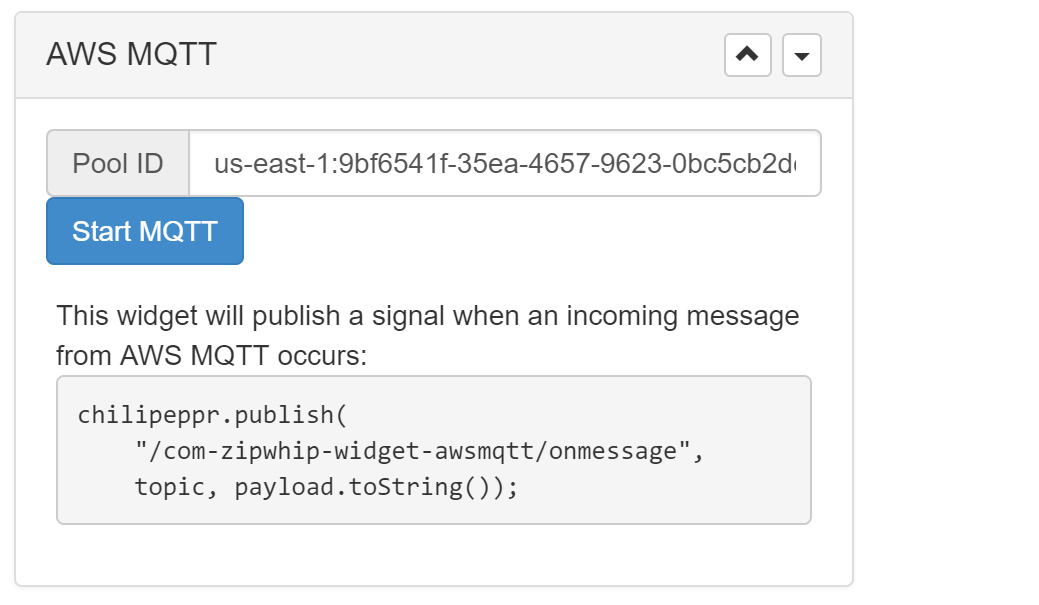 AWS MQTT
Pool ID us-east-1:9bf6541f-35ea-4657-9623-0bc5cb2d
Start MQTT
This widget will publish a signal when an incoming message
from AWS MQTT occurs:
chilipeppr.publish(
    "/com-zipwhip-widget-awsmqtt/onmessage",
    topic, payload.toString());